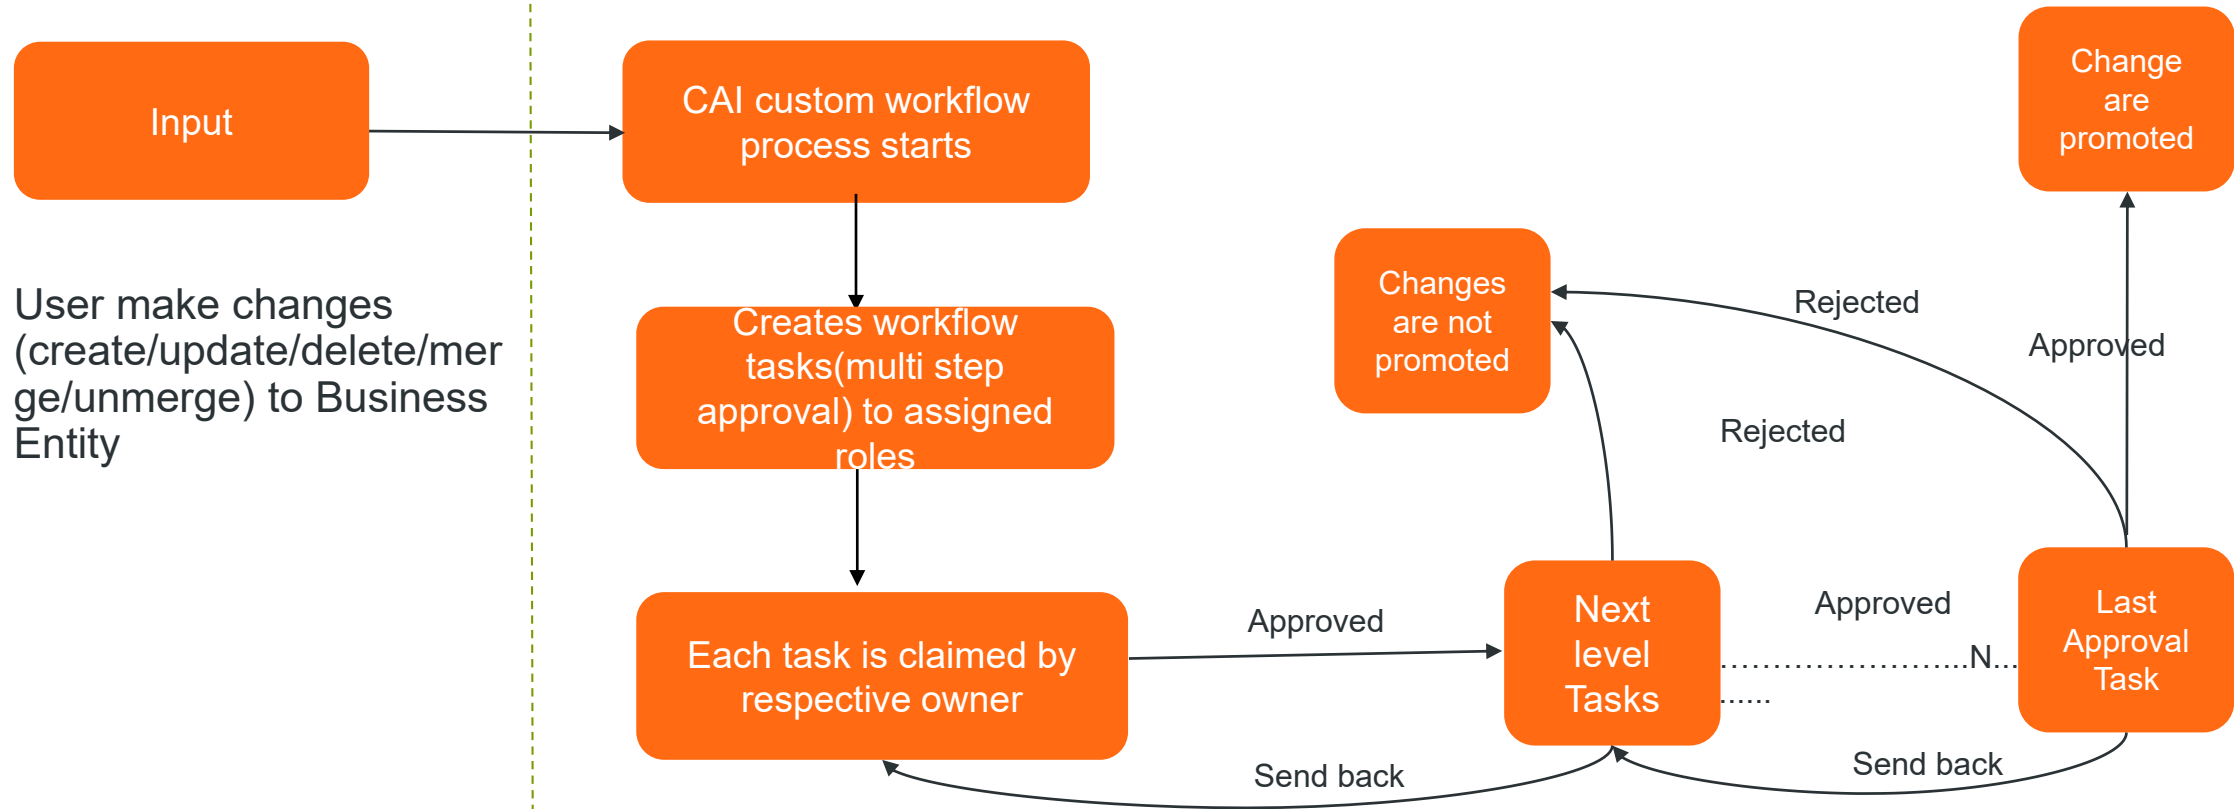 Input
User make changes
(create/update/delete/mer
ge/unmerge) to Business
Entity
CAI custom workflow
process starts
Creates workflow
tasks(multi step
approval) to assigned
roles
Each task is claimed by
respective owner
Approved
Send back
Next
level
Tasks
Changes
are not
promoted
Rejected
Rejected
Approved
…………………..N...
......
Send back
Last
Approval
Task
Approved
Change
are
promoted